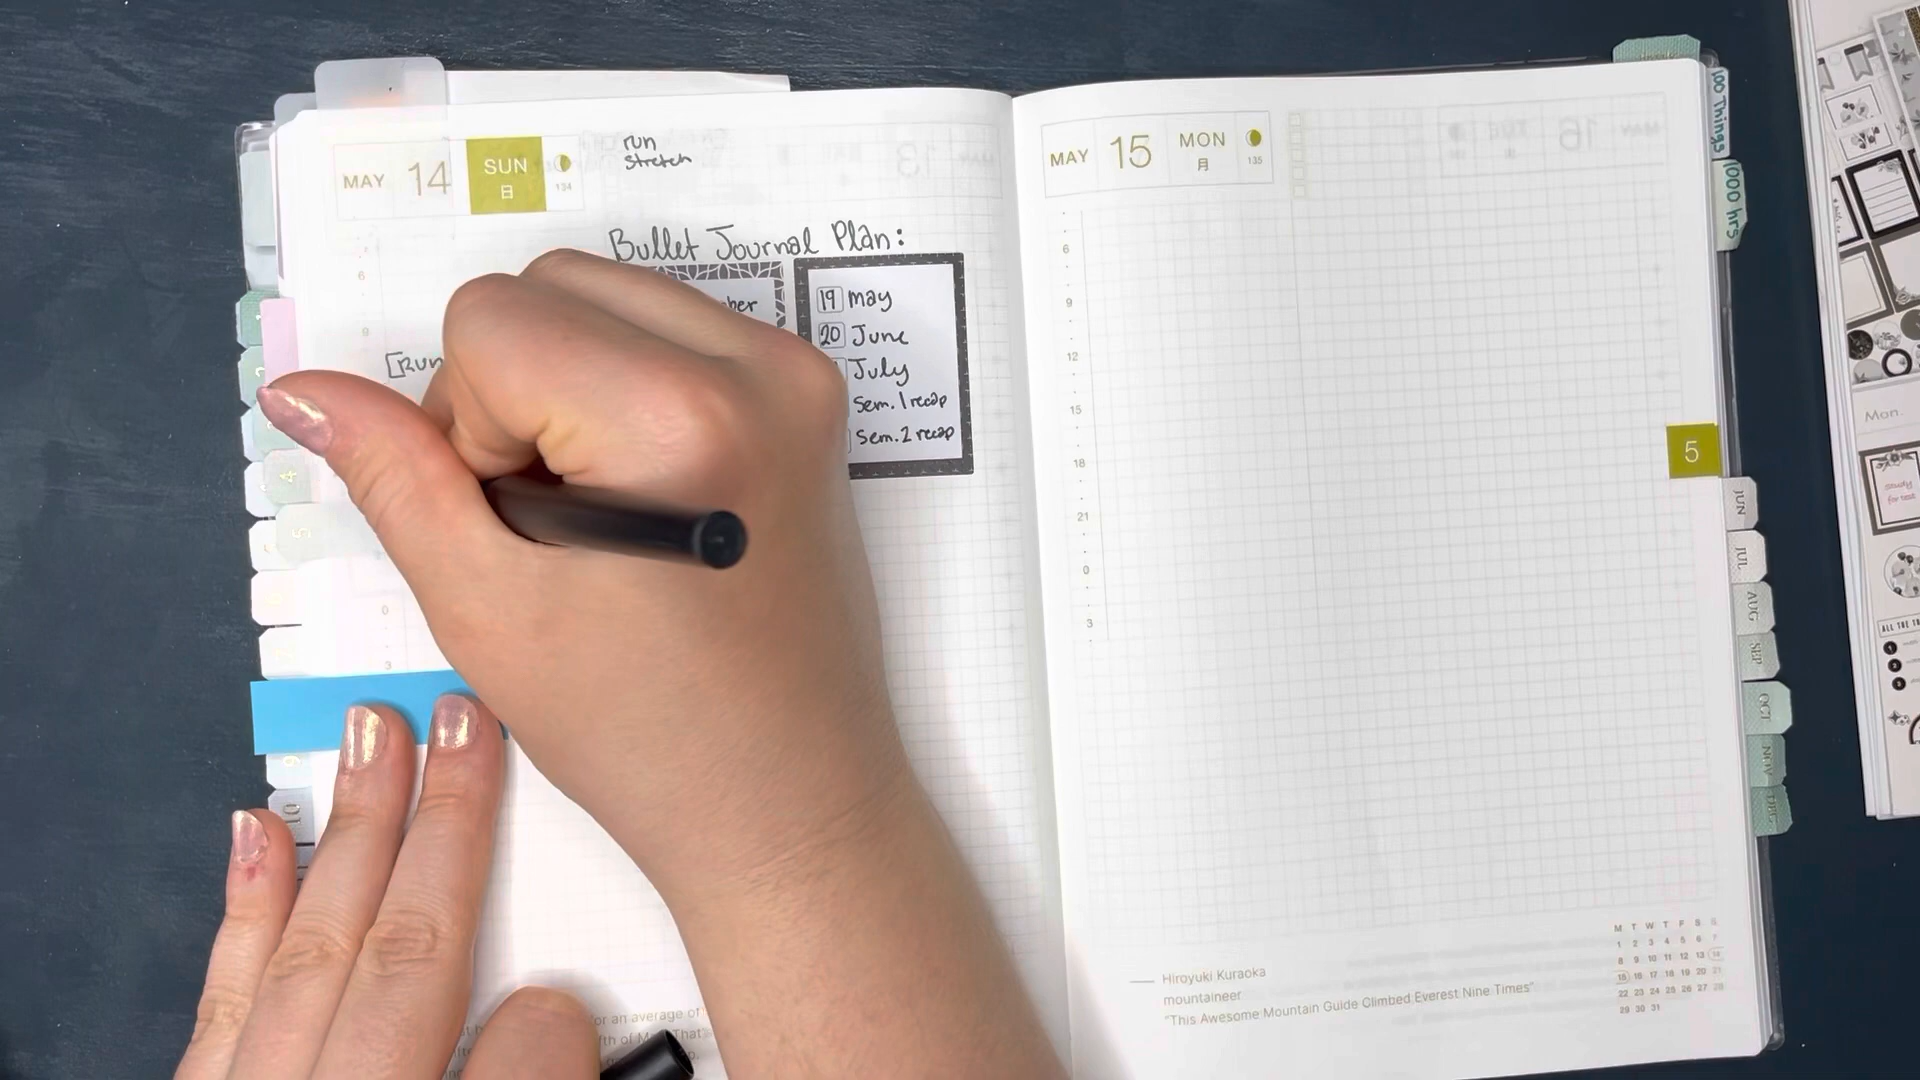 MAY 14 SUN 日 134
run
stretch
Bullet Journal Plan:
6
9
[Run
0
3
19 May
20 June
July
Sem. 1 recap
Sem. 2 recap
for an average of
MAY 15 MON 月 135
6
9
12
15
18
21
0
3
5
Hiroyuki Kuraoka
mountaineer
"This Awesome Mountain Guide Climbed Everest Nine Times"
M T W T F S S
1 2 3 4 5 6 7
8 9 10 11 12 13 14
15 16 17 18 19 20 21
22 23 24 25 26 27 28
29 30 31
100 Things
1000 hrs
JUN
JUL
AUG
SEP
OCT
NOV
DEC
4
5
9
10
Mon.